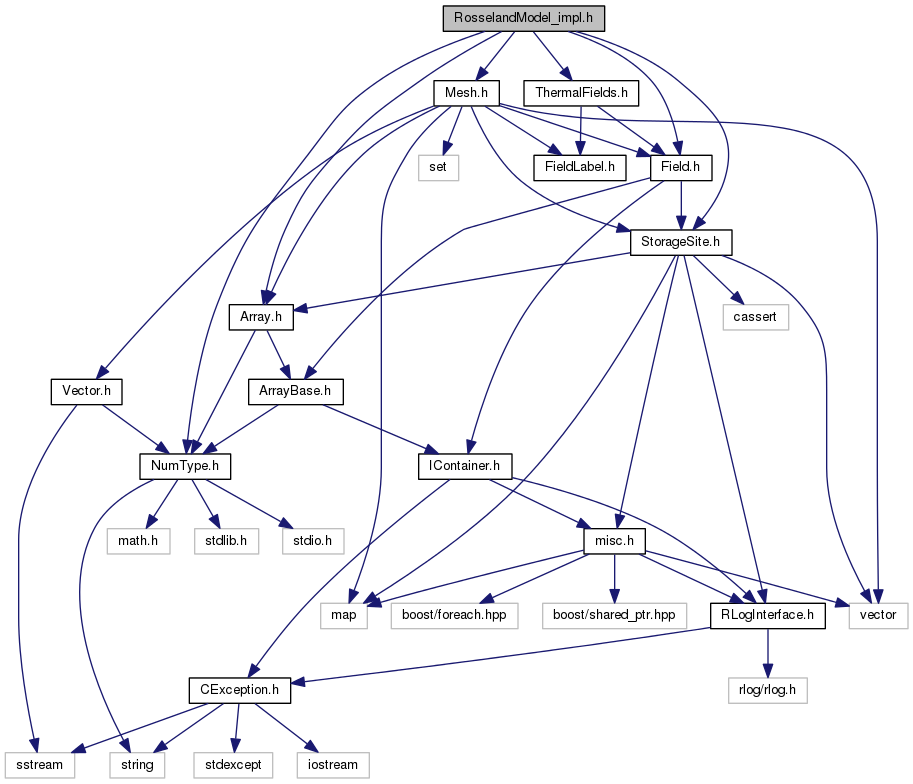 RosselandModel_impl.h
Mesh.h
ThermalFields.h
set
FieldLabel.h
Field.h
StorageSite.h
Array.h
cassert
Vector.h
ArrayBase.h
NumType.h
IContainer.h
math.h
stdlib.h
stdio.h
misc.h
map
boost/foreach.hpp
boost/shared_ptr.hpp
RLogInterface.h
vector
CException.h
rlog/rlog.h
sstream
string
stdexcept
iostream